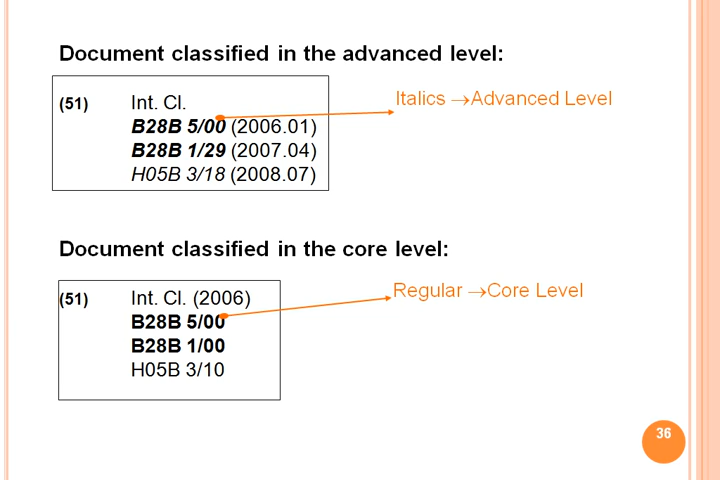 Document classified in the advanced level:
(51) Int. Cl.
B28B 5/00 (2006.01)
B28B 1/29 (2007.04)
H05B 3/18 (2008.07)
Italics →Advanced Level
Document classified in the core level:
(51) Int. Cl. (2006)
B28B 5/00
B28B 1/00
H05B 3/10
Regular →Core Level
36